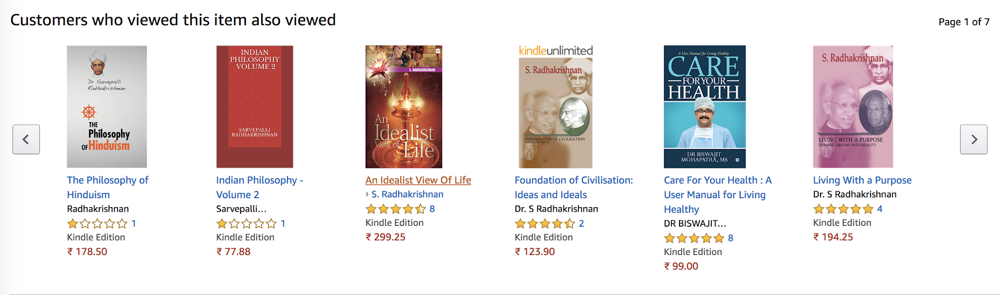 Customers who viewed this item also viewed
Page 1 of 7
Dr Sarvepalli
Radhakrishnan
THE
Philosophy
OF Hinduism
The Philosophy of
Hinduism
Radhakrishnan
1
Kindle Edition
₹ 178.50
INDIAN
PHILOSOPHY
VOLUME 2
SARVEPALLI
RADHAKRISHNAN
Indian Philosophy -
Volume 2
Sarvepalli...
1
Kindle Edition
₹ 77.88
S. RADHAKRISHNAN
An
Idealist
View of
Life
An Idealist View Of Life
› S. Radhakrishnan
8
Kindle Edition
₹ 299.25
kindleunlimited
S. Radhakrishnan
FOUNDATION OF CIVILISATION
IDEAS AND IDEALS
Foundation of Civilisation:
Ideas and Ideals
Dr. S Radhakrishnan
2
Kindle Edition
₹ 123.90
A User Manual for Living Healthy
CARE
FOR YOUR
HEALTH
DR BISWAJIT
MOHAPATRA, MS
Care For Your Health : A
User Manual for Living
Healthy
DR BISWAJIT...
8
Kindle Edition
₹ 99.00
S. Radhakrishnan
LIVING WITH A PURPOSE
TURNING DREAMS INTO REALITY
Living With a Purpose
Dr. S Radhakrishnan
4
Kindle Edition
₹ 194.25